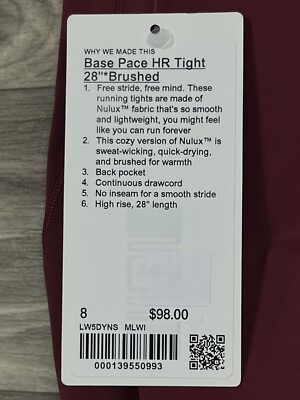 WHY WE MADE THIS
Base Pace HR Tight
28"*Brushed
1. Free stride, free mind. These
running tights are made of
Nulux™ fabric that's so smooth
and lightweight, you might feel
like you can run forever
2. This cozy version of Nulux™ is
sweat-wicking, quick-drying,
and brushed for warmth
3. Back pocket
4. Continuous drawcord
5. No inseam for a smooth stride
6. High rise, 28" length
8 $98.00
LW5DYNS MLWI
000139550993